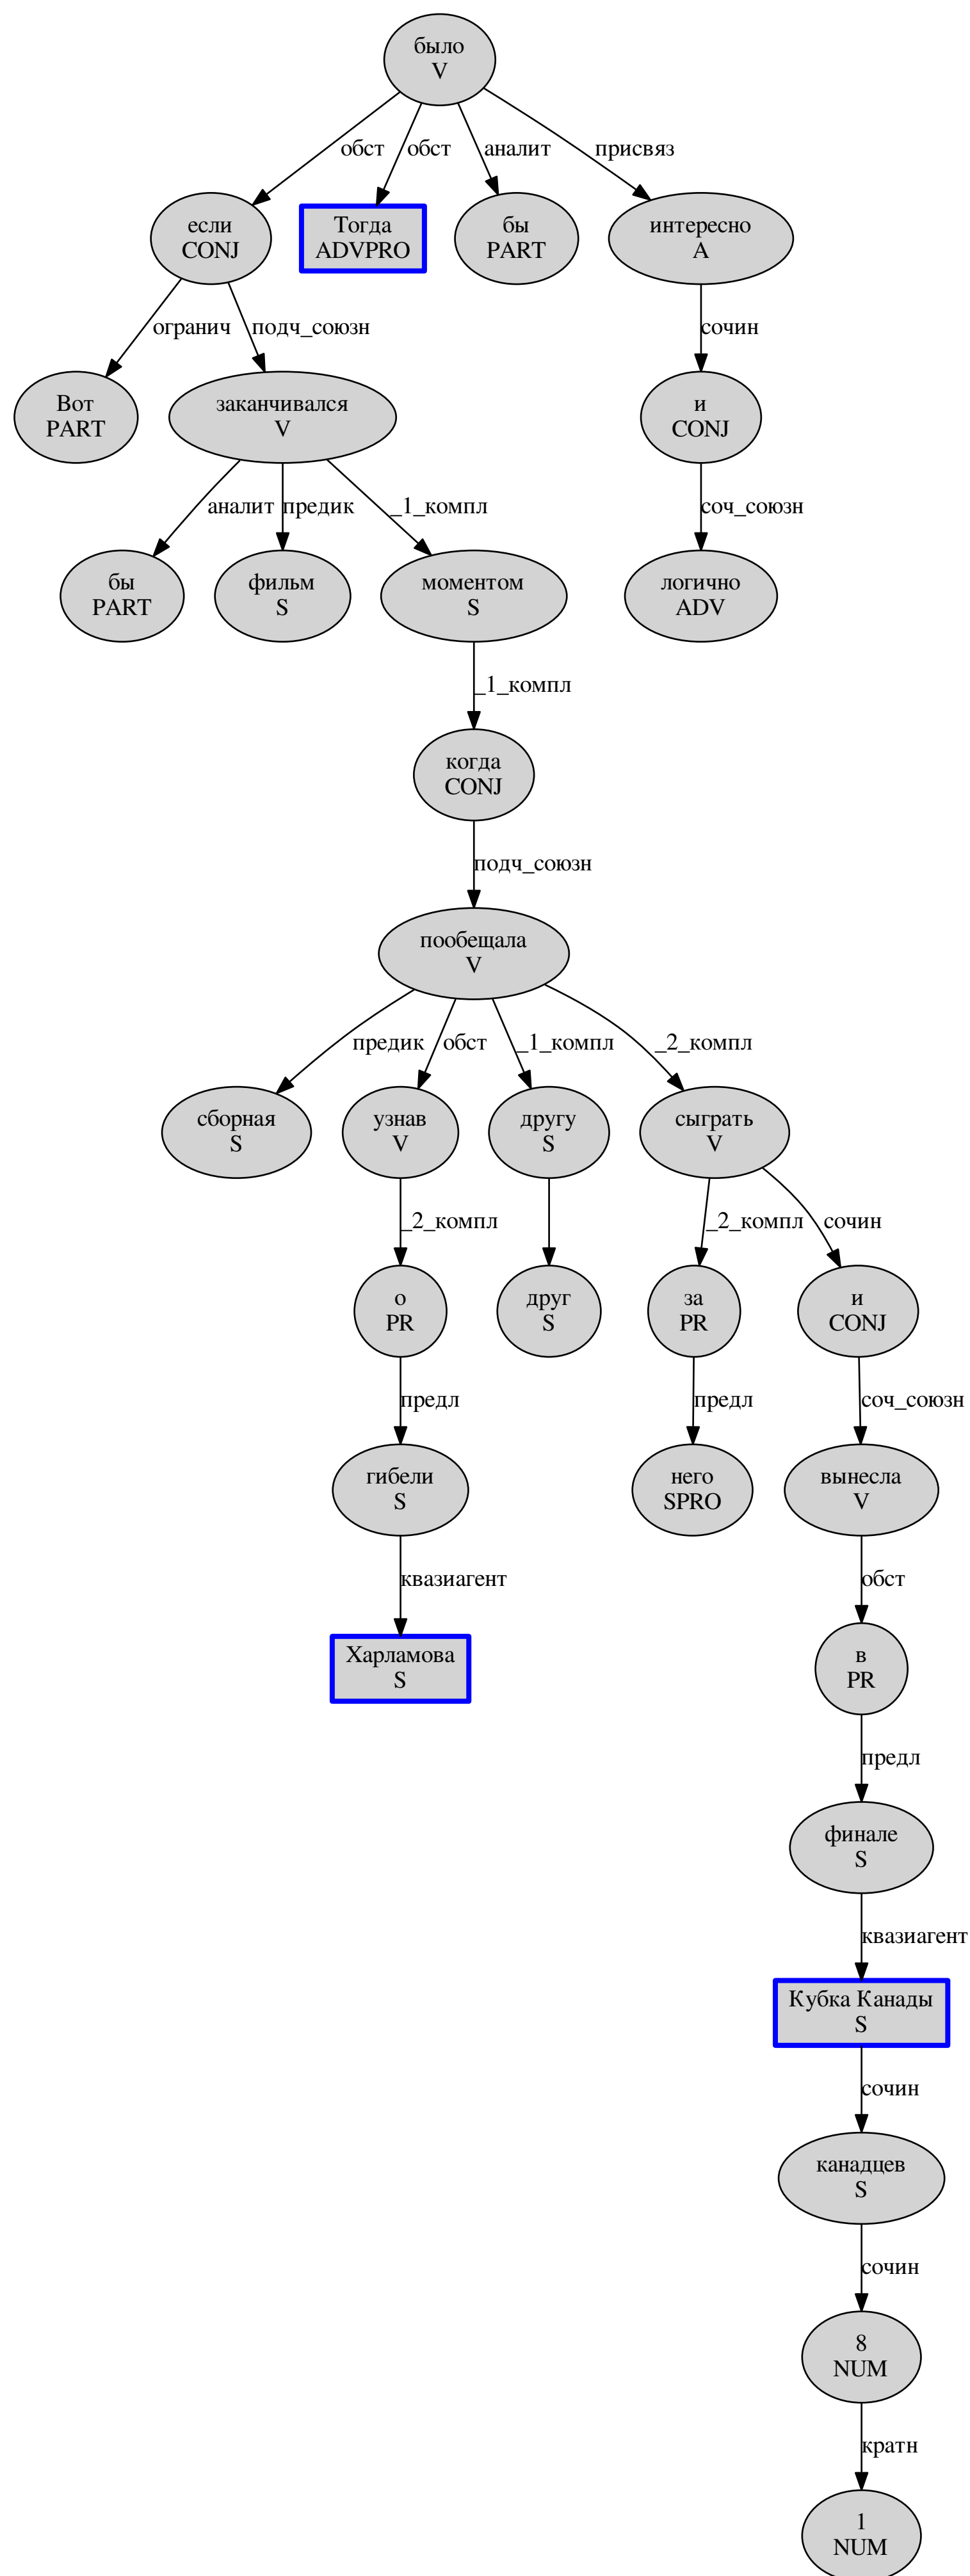 было
V
обст
обст
аналит
присвяз
если
CONJ
Тогда
ADVPRO
бы
PART
интересно
A
огранич
подч_союзн
сочин
Вот
PART
заканчивался
V
и
CONJ
аналит
предик
_1_компл
соч_союзн
бы
PART
фильм
S
моментом
S
логично
ADV
_1_компл
когда
CONJ
подч_союзн
пообещала
V
предик
обст
_1_компл
_2_компл
сборная
S
узнав
V
другу
S
сыграть
V
_2_компл
_2_компл
сочин
о
PR
друг
S
за
PR
и
CONJ
предл
предл
соч_союзн
гибели
S
него
SPRO
вынесла
V
квазиагент
обст
Харламова
S
в
PR
предл
финале
S
квазиагент
Кубка Канады
S
сочин
канадцев
S
сочин
8
NUM
кратн
1
NUM